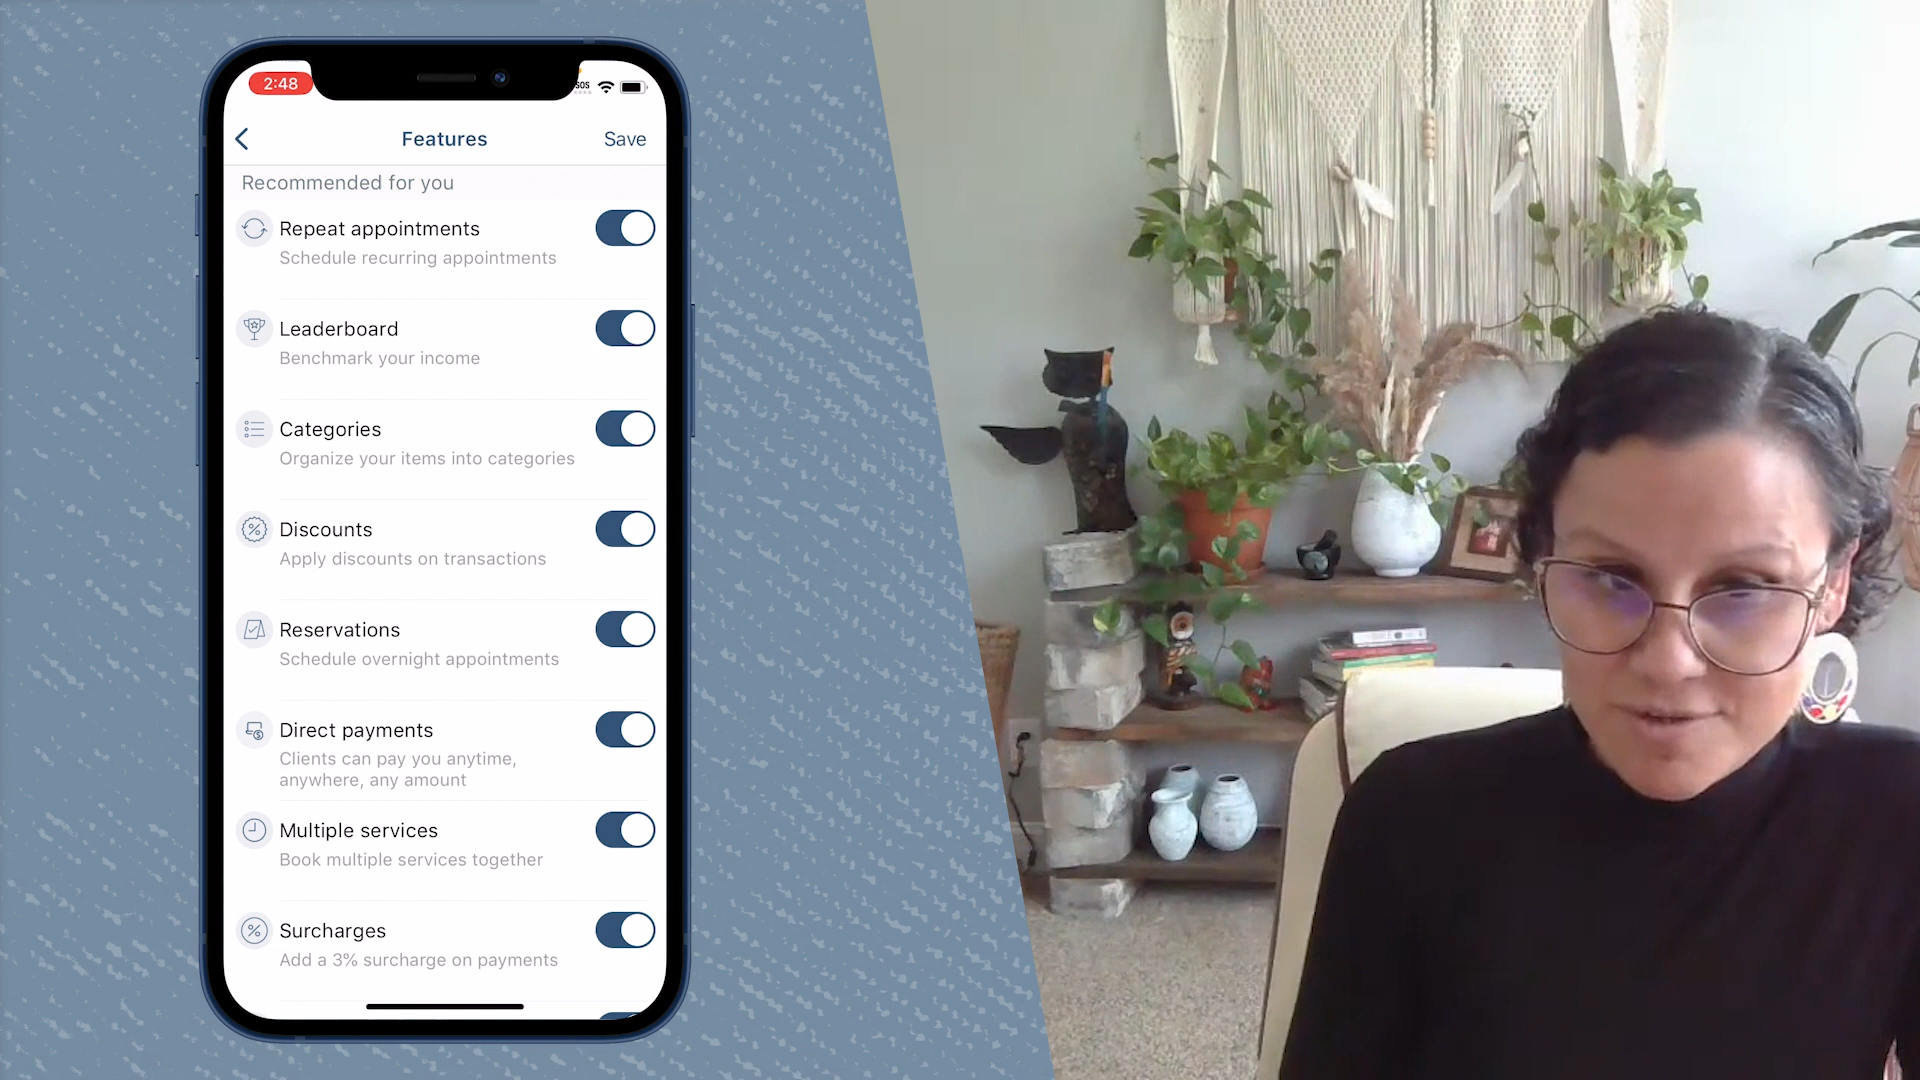 2:48
SOS
Features
Save
Recommended for you
Repeat appointments
Schedule recurring appointments
Leaderboard
Benchmark your income
Categories
Organize your items into categories
Discounts
Apply discounts on transactions
Reservations
Schedule overnight appointments
Direct payments
Clients can pay you anytime,
anywhere, any amount
Multiple services
Book multiple services together
Surcharges
Add a 3% surcharge on payments